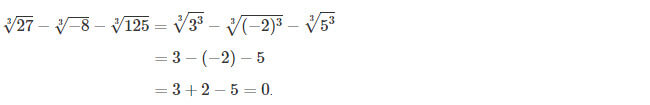 ∛27 − ∛−8 − ∛125 = ∛3³ − ∛(−2)³ − ∛5³
= 3 − (−2) − 5
= 3 + 2 − 5 = 0.